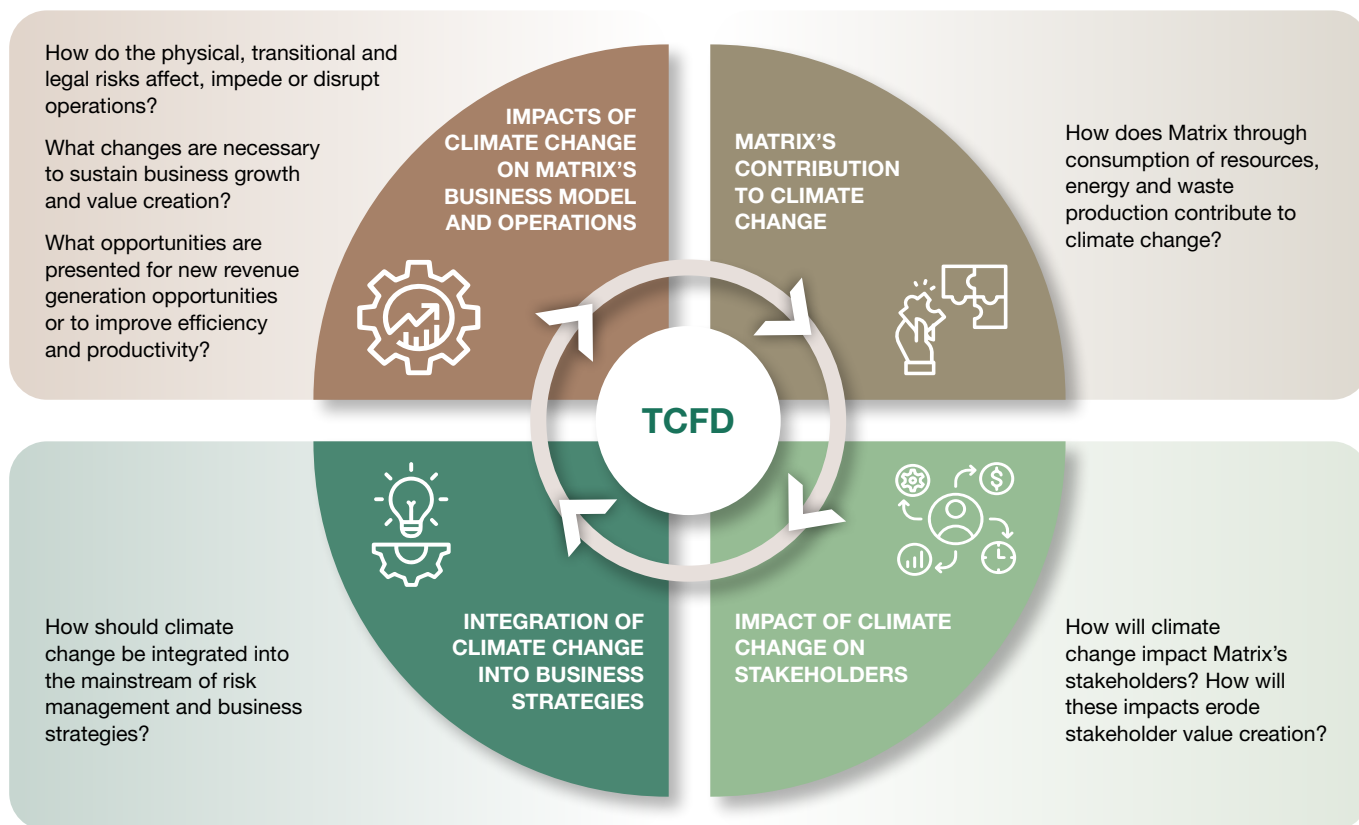 How do the physical, transitional and
legal risks affect, impede or disrupt
operations?
What changes are necessary
to sustain business growth
and value creation?
What opportunities are
presented for new revenue
generation opportunities
or to improve efficiency
and productivity?
IMPACTS OF
CLIMATE CHANGE
ON MATRIX'S
BUSINESS MODEL
AND OPERATIONS
MATRIX'S
CONTRIBUTION
TO CLIMATE
CHANGE
How does Matrix through
consumption of resources,
energy and waste
production contribute to
climate change?
TCFD
How should climate
change be integrated into
the mainstream of risk
management and business
strategies?
INTEGRATION OF
CLIMATE CHANGE
INTO BUSINESS
STRATEGIES
$
IMPACT OF CLIMATE
CHANGE ON
STAKEHOLDERS
How will climate
change impact Matrix's
stakeholders? How will
these impacts erode
stakeholder value creation?